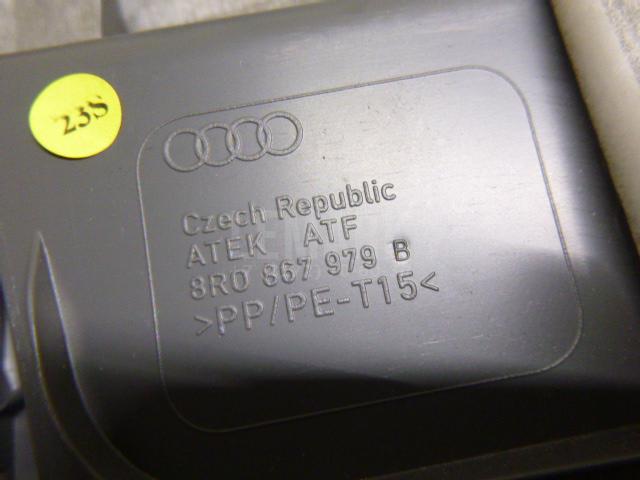 23S
Czech Republic
ATEK ATF
8R0 867 979 B
>PP/PE-T15<